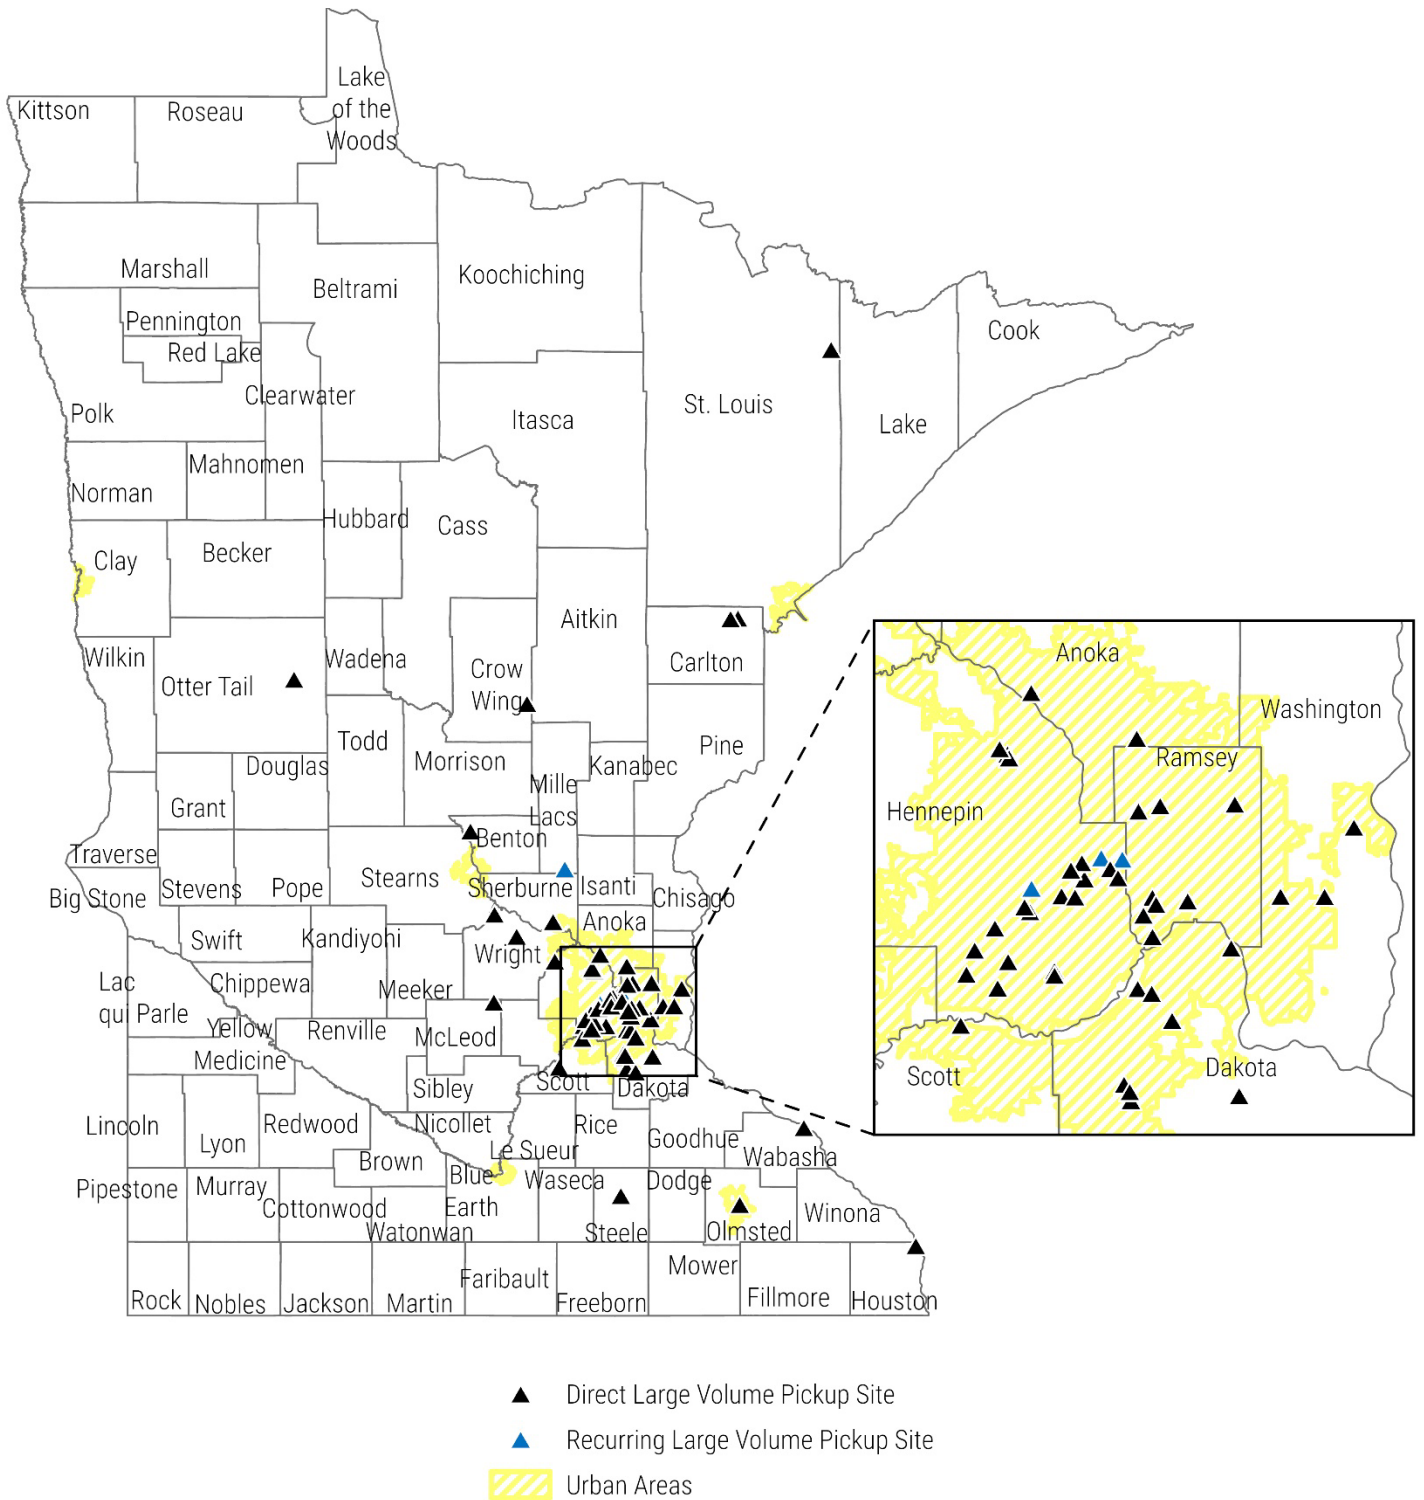 Lake
of the
Woods
Kittson
Roseau
Marshall
Beltrami
Koochiching
Pennington
Red Lake
Cook
Clearwater
Polk
St. Louis
Itasca
Lake
Mahnomen
Norman
Hubbard
Cass
Clay
Becker
Aitkin
Wilkin
Wadena
Otter Tail
Crow
Wing
Carlton
Todd
Pine
Douglas
Morrison
Kanabec
Mille
Lacs
Grant
Benton
Traverse
Stevens
Pope
Stearns
Sherburne
Isanti
Big Stone
Chisago
Anoka
Swift
Kandiyohi
Wright
Lac
qui Parle
Chippewa
Meeker
Yellow
Medicine
Renville
McLeod
Sibley
Scott
Dakota
Lincoln
Lyon
Redwood
Nicollet
Rice
Goodhue
Le Sueur
Wabasha
Brown
Blue
Earth
Waseca
Dodge
Pipestone
Murray
Cottonwood
Watonwan
Steele
Olmsted
Winona
Mower
Faribault
Rock
Nobles
Jackson
Martin
Freeborn
Fillmore
Houston
Anoka
Washington
Ramsey
Hennepin
Scott
Dakota
Direct Large Volume Pickup Site
Recurring Large Volume Pickup Site
Urban Areas